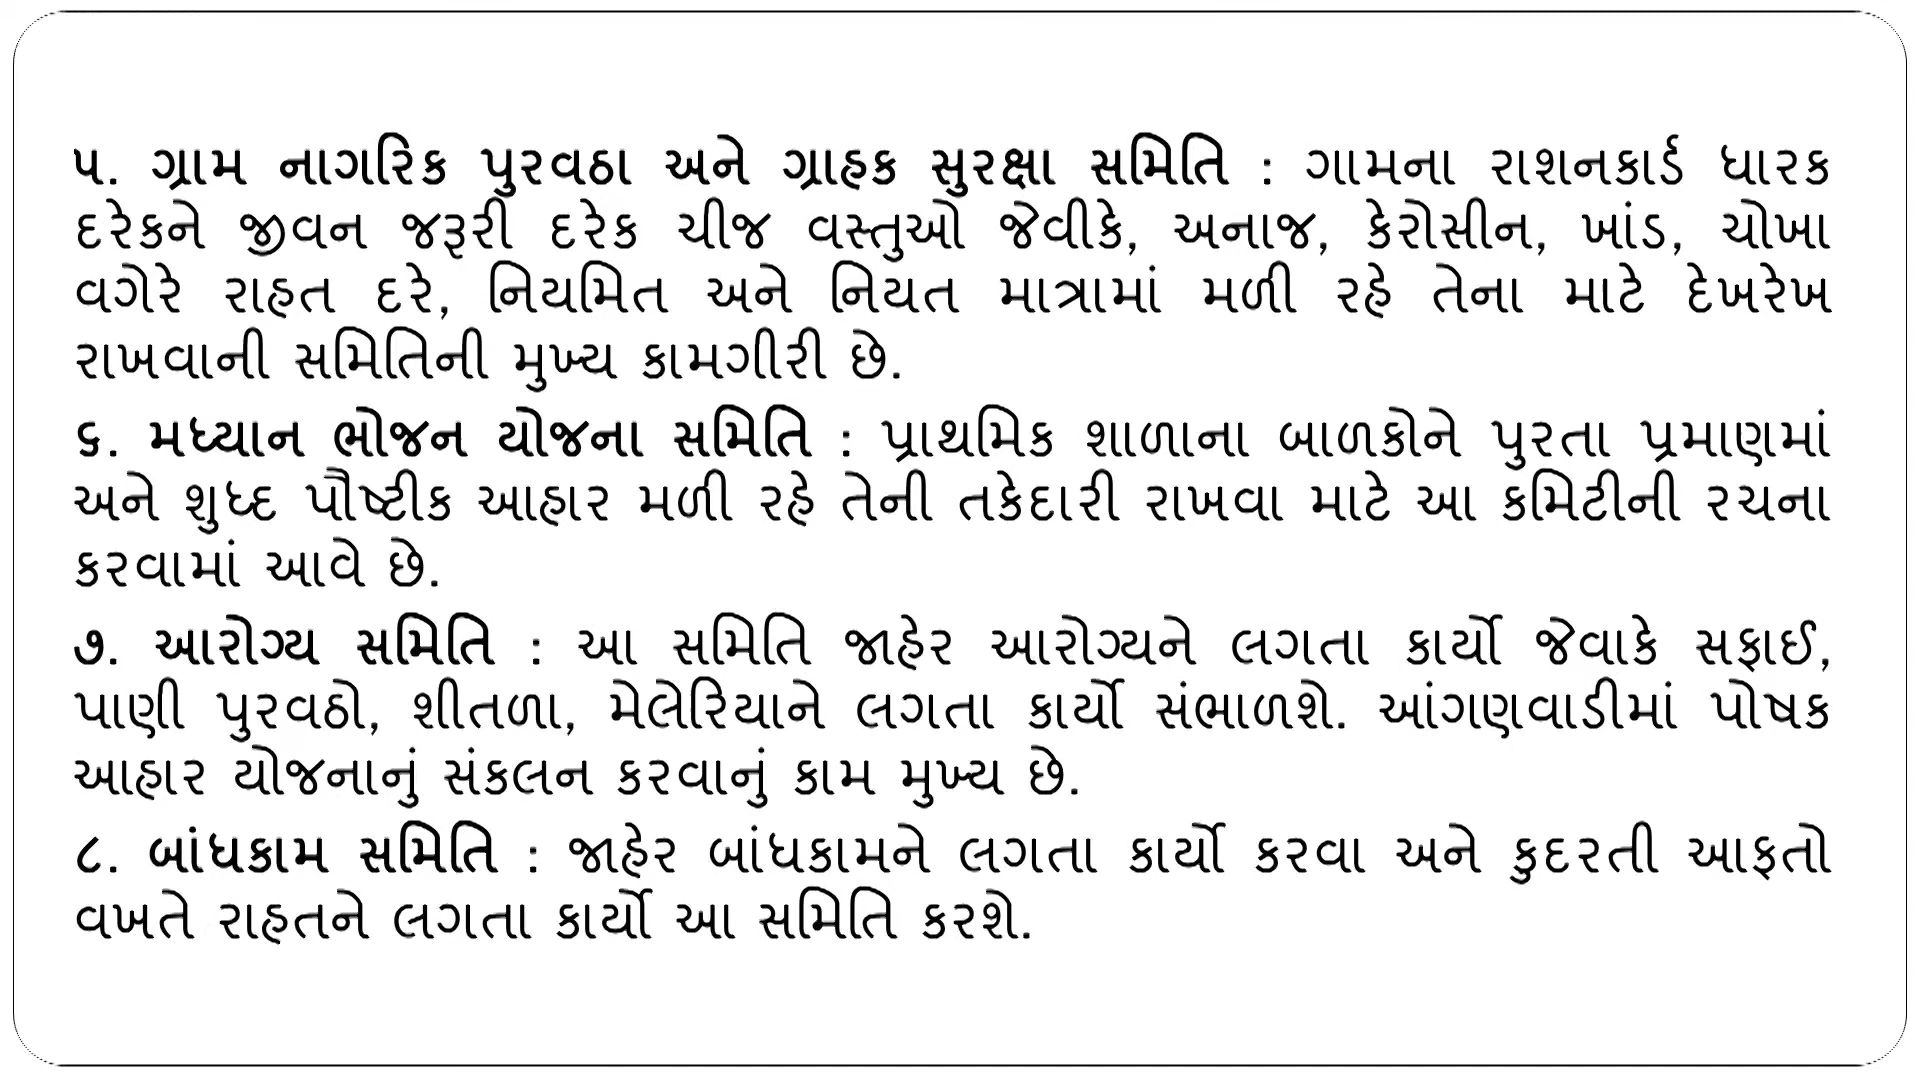 ૫. ગ્રામ નાગરિક પુરવઠા અને ગ્રાહક સુરક્ષા સમિતિ : ગામના રાશનકાર્ડ ધારક
દરેકને જીવન જરૂરી દરેક ચીજ વસ્તુઓ જેવીકે, અનાજ, કેરોસીન, ખાંડ, ચોખા
વગેરે રાહત દરે, નિયમિત અને નિયત માત્રામાં મળી રહે તેના માટે દેખરેખ
રાખવાની સમિતિની મુખ્ય કામગીરી છે.
૬. મધ્યાન ભોજન યોજના સમિતિ : પ્રાથમિક શાળાના બાળકોને પુરતા પ્રમાણમાં
અને શુધ્દ પૌષ્ટીક આહાર મળી રહે તેની તકેદારી રાખવા માટે આ કમિટીની રચના
કરવામાં આવે છે.
૭. આરોગ્ય સમિતિ : આ સમિતિ જાહેર આરોગ્યને લગતા કાર્યો જેવાકે સફાઈ,
પાણી પુરવઠો, શીતળા, મેલેરિયાને લગતા કાર્યો સંભાળશે. આંગણવાડીમાં પોષક
આહાર યોજનાનું સંકલન કરવાનું કામ મુખ્ય છે.
૮. બાંધકામ સમિતિ : જાહેર બાંધકામને લગતા કાર્યો કરવા અને કુદરતી આફતો
વખતે રાહતને લગતા કાર્યો આ સમિતિ કરશે.